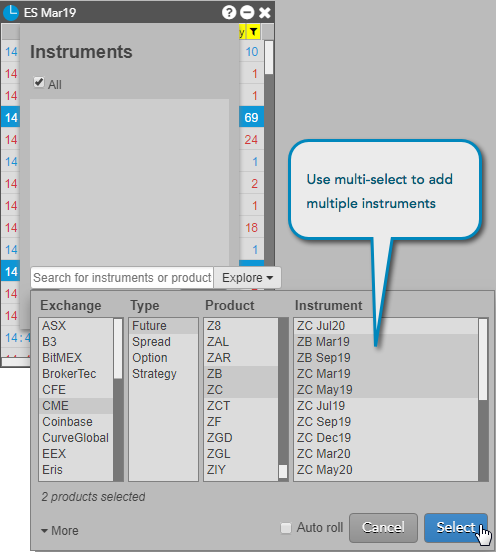 ES Mar19
y
Instruments
All
14 10
14 1
14 1
14 69
14 24
14 1
14 2
14 1
14 18
14 1
14
14
14
14:4
Use multi-select to add
multiple instruments
Search for instruments or product
Explore
Exchange Type Product Instrument
ASX Future Z8 ZC Jul20
B3 Spread ZAL ZB Mar19
BitMEX Option ZAR ZB Sep19
BrokerTec Strategy ZB ZC Mar19
CFE ZC ZC May19
CME ZCT ZC Jul19
Coinbase ZF ZC Sep19
CurveGlobal ZGD ZC Dec19
EEX ZGL ZC Mar20
Eris ZIY ZC May20
2 products selected
More
Auto roll
Cancel
Select